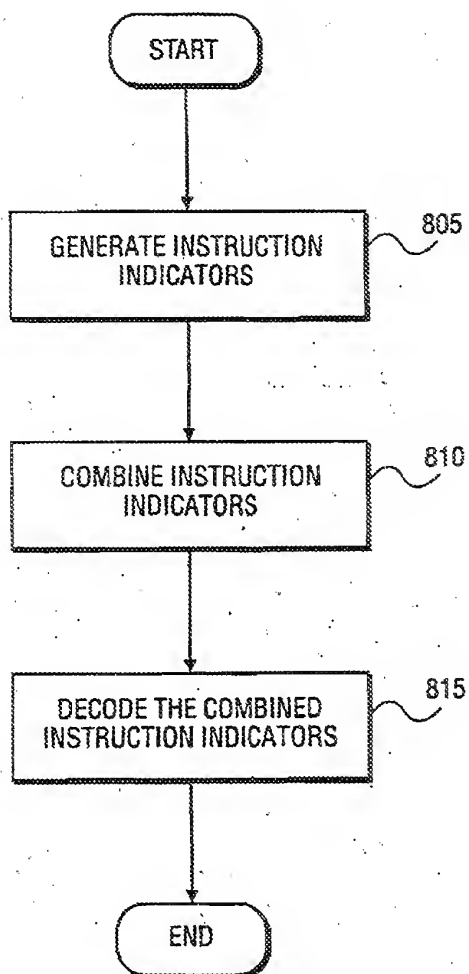 START
GENERATE INSTRUCTION
INDICATORS
805
COMBINE INSTRUCTION
INDICATORS
810
DECODE THE COMBINED
INSTRUCTION INDICATORS
815
END